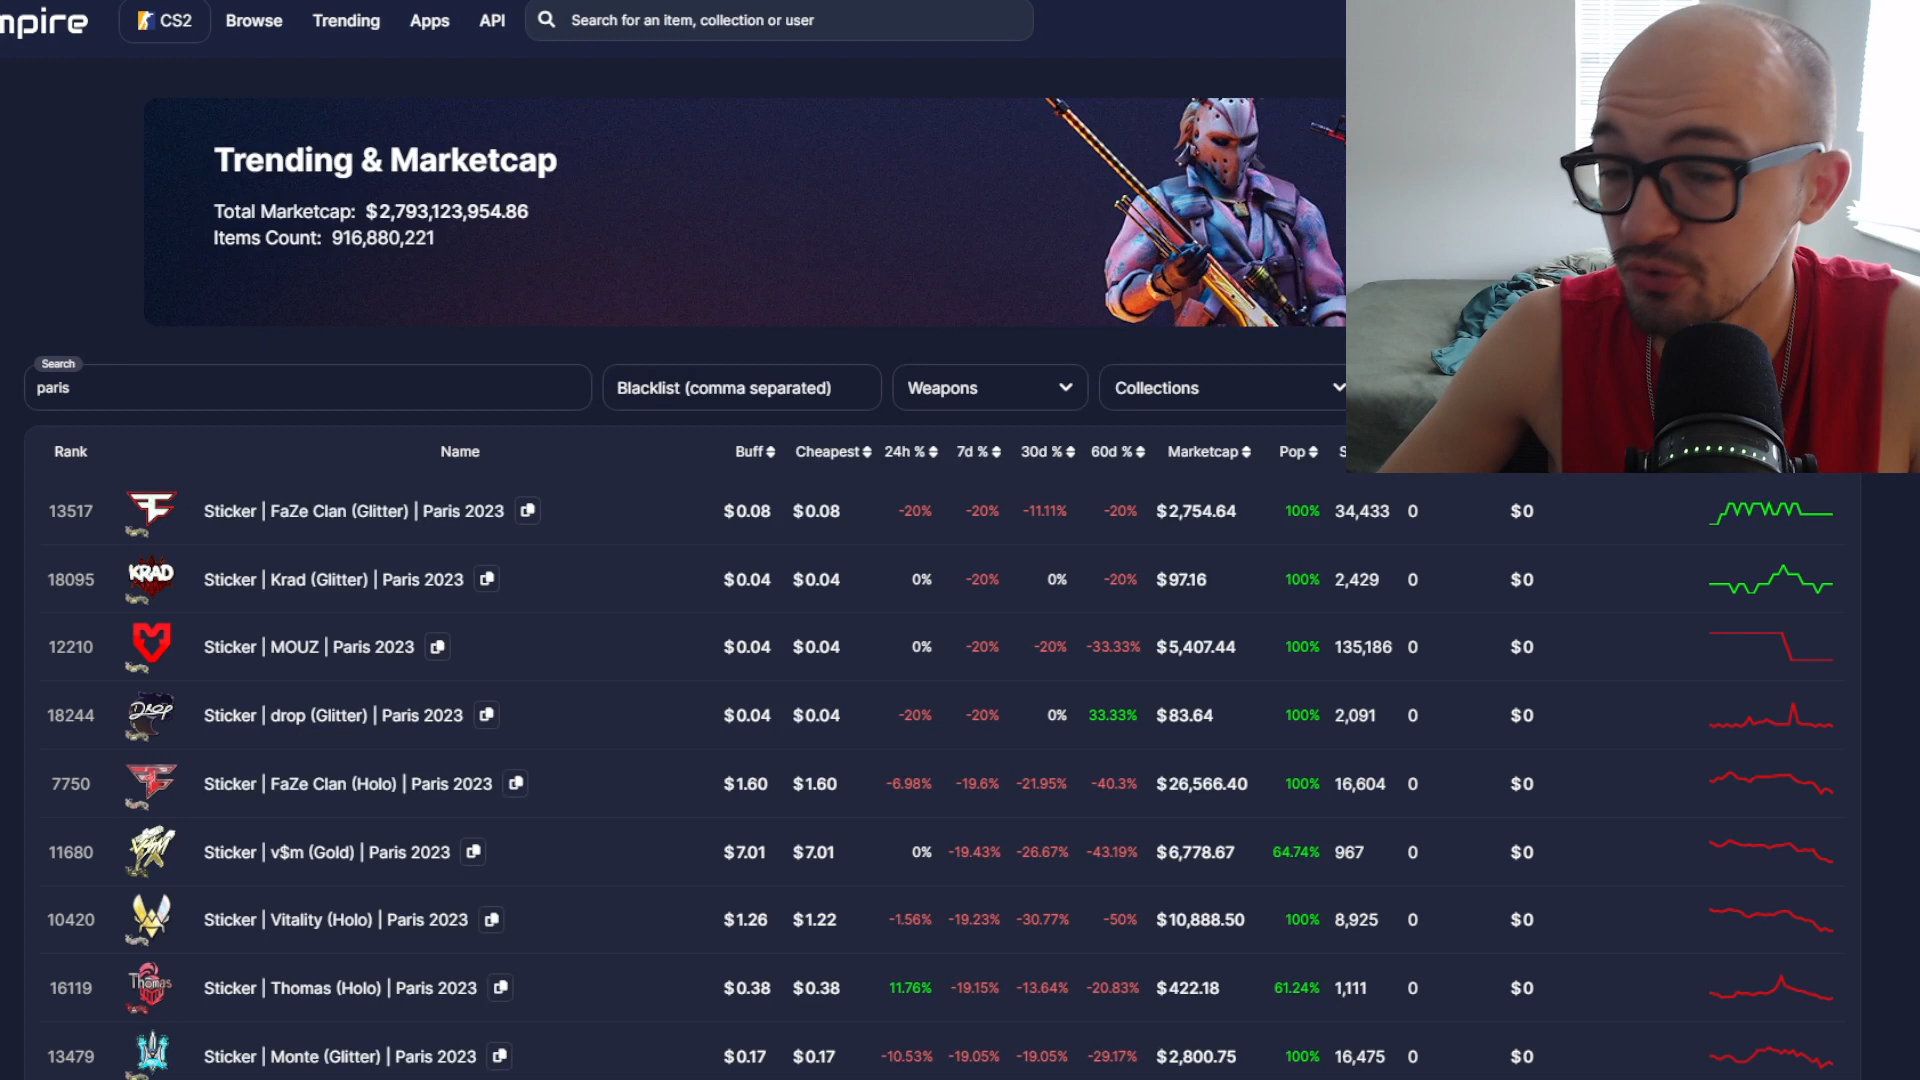 mpire
CS2
Browse
Trending
Apps
API
Search for an item, collection or user
Trending & Marketcap
Total Marketcap: $2,793,123,954.86
Items Count: 916,880,221
Search
paris
Blacklist (comma separated)
Weapons
Collections
Rank Name Buff Cheapest 24h % 7d % 30d % 60d % Marketcap Pop S
13517 Sticker | FaZe Clan (Glitter) | Paris 2023 $0.08 $0.08 -20% -20% -11.11% -20% $2,754.64 100% 34,433 0 $0
KRAD
18095 Sticker | Krad (Glitter) | Paris 2023 $0.04 $0.04 0% -20% 0% -20% $97.16 100% 2,429 0 $0
12210 Sticker | MOUZ | Paris 2023 $0.04 $0.04 0% -20% -20% -33.33% $5,407.44 100% 135,186 0 $0
DROP
18244 Sticker | drop (Glitter) | Paris 2023 $0.04 $0.04 -20% -20% 0% 33.33% $83.64 100% 2,091 0 $0
7750 Sticker | FaZe Clan (Holo) | Paris 2023 $1.60 $1.60 -6.98% -19.6% -21.95% -40.3% $26,566.40 100% 16,604 0 $0
11680 Sticker | v$m (Gold) | Paris 2023 $7.01 $7.01 0% -19.43% -26.67% -43.19% $6,778.67 64.74% 967 0 $0
10420 Sticker | Vitality (Holo) | Paris 2023 $1.26 $1.22 -1.56% -19.23% -30.77% -50% $10,888.50 100% 8,925 0 $0
Thomas
16119 Sticker | Thomas (Holo) | Paris 2023 $0.38 $0.38 11.76% -19.15% -13.64% -20.83% $422.18 61.24% 1,111 0 $0
13479 Sticker | Monte (Glitter) | Paris 2023 $0.17 $0.17 -10.53% -19.05% -19.05% -29.17% $2,800.75 100% 16,475 0 $0